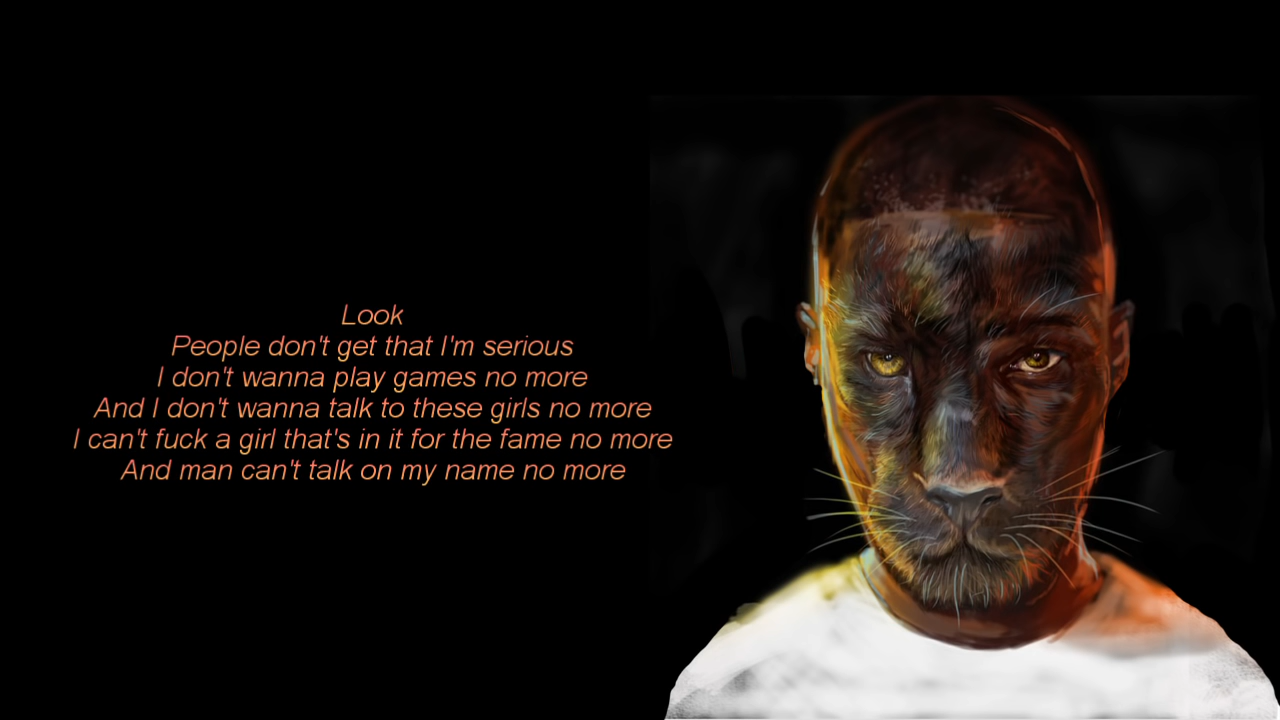 Look
People don't get that I'm serious
I don't wanna play games no more
And I don't wanna talk to these girls no more
I can't fuck a girl that's in it for the fame no more
And man can't talk on my name no more